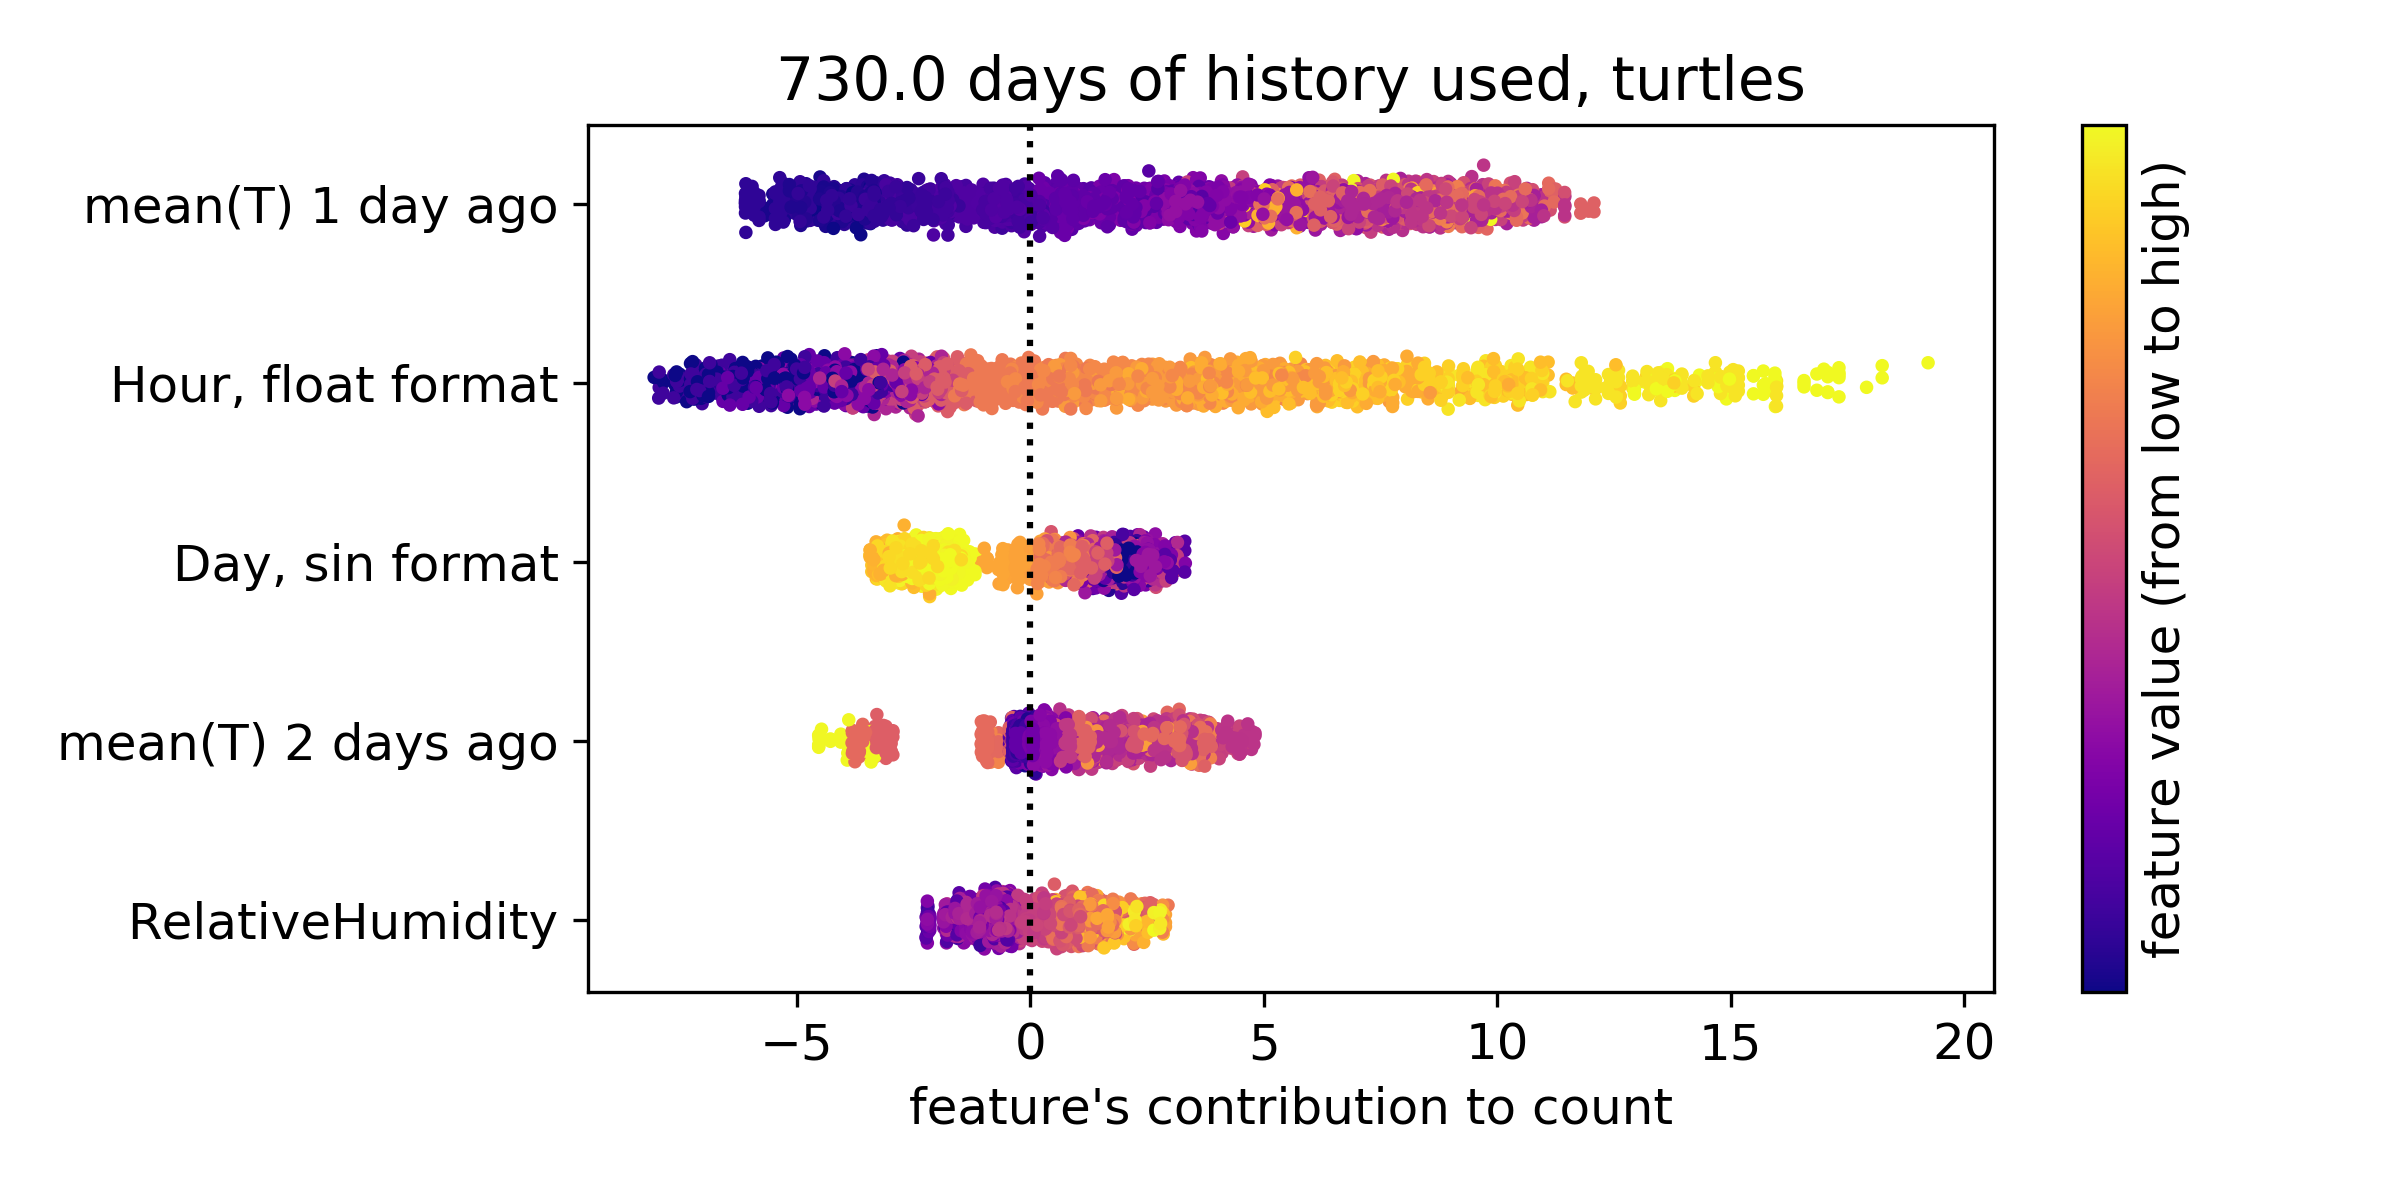 730.0 days of history used, turtles
mean(T) 1 day ago
Hour, float format
Day, sin format
mean(T) 2 days ago
RelativeHumidity
−5 0 5 10 15 20
feature's contribution to count
feature value (from low to high)